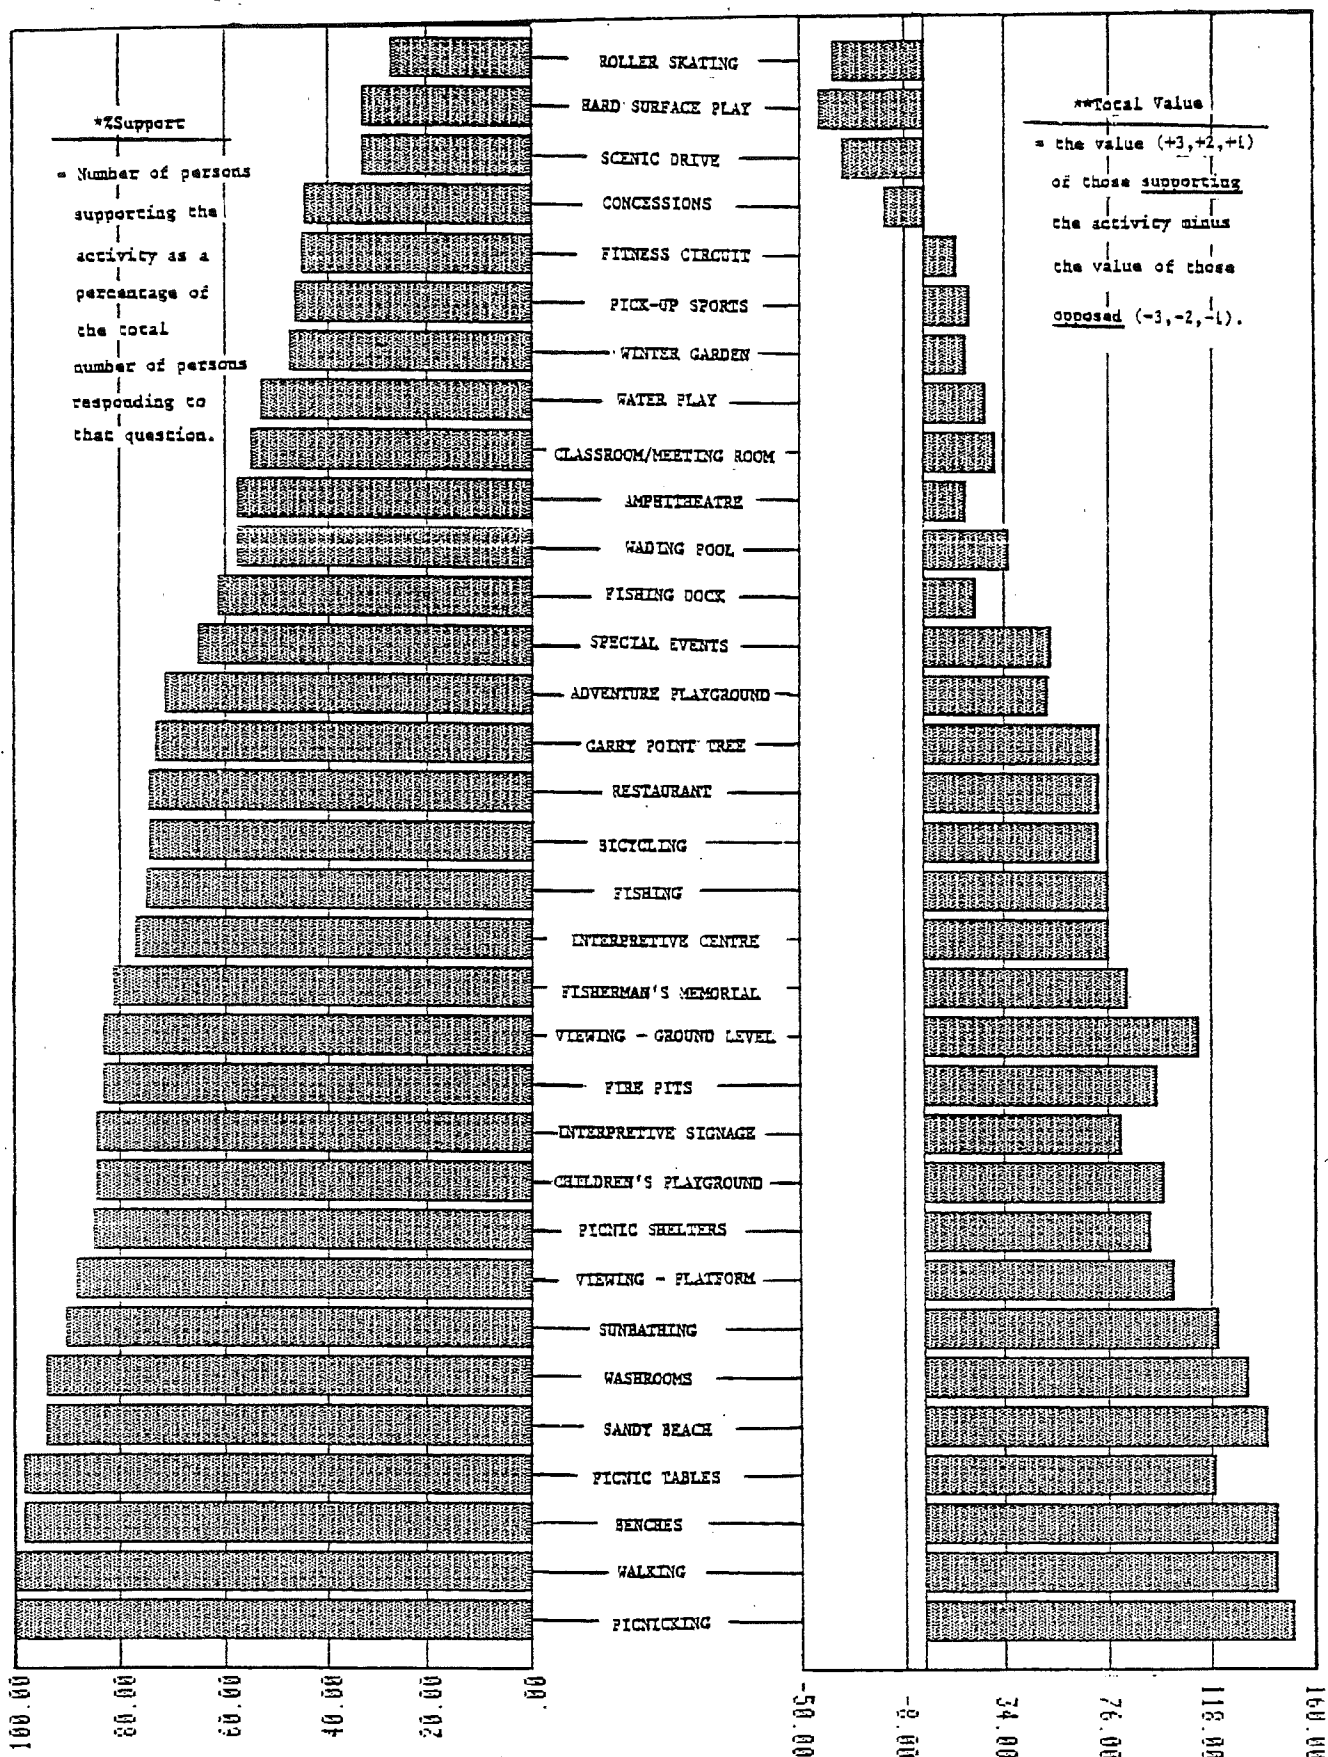 *%Support
= Number of persons
supporting the
activity as a
percentage of
the total
number of persons
responding to
that question.
ROLLER SKATING
HARD SURFACE PLAY
SCENIC DRIVE
CONCESSIONS
FITNESS CIRCUIT
PICK-UP SPORTS
WINTER GARDEN
WATER PLAY
CLASSROOM/MEETING ROOM
AMPHITHEATRE
WADING POOL
FISHING DOCK
SPECIAL EVENTS
ADVENTURE PLAYGROUND
GARRY POINT TREE
RESTAURANT
BICYCLING
FISHING
INTERPRETIVE CENTRE
FISHERMAN'S MEMORIAL
VIEWING - GROUND LEVEL
FIRE PITS
INTERPRETIVE SIGNAGE
CHILDREN'S PLAYGROUND
PICNIC SHELTERS
VIEWING - PLATFORM
SUNBATHING
WASHROOMS
SANDY BEACH
PICNIC TABLES
BENCHES
WALKING
PICNICKING
**Total Value
= the value (+3,+2,+1)
of those supporting
the activity minus
the value of those
opposed (-3,-2,-1).
100.00
80.00
60.00
40.00
20.00
.00
-50.00
-8.00
34.00
76.00
118.00
160.00